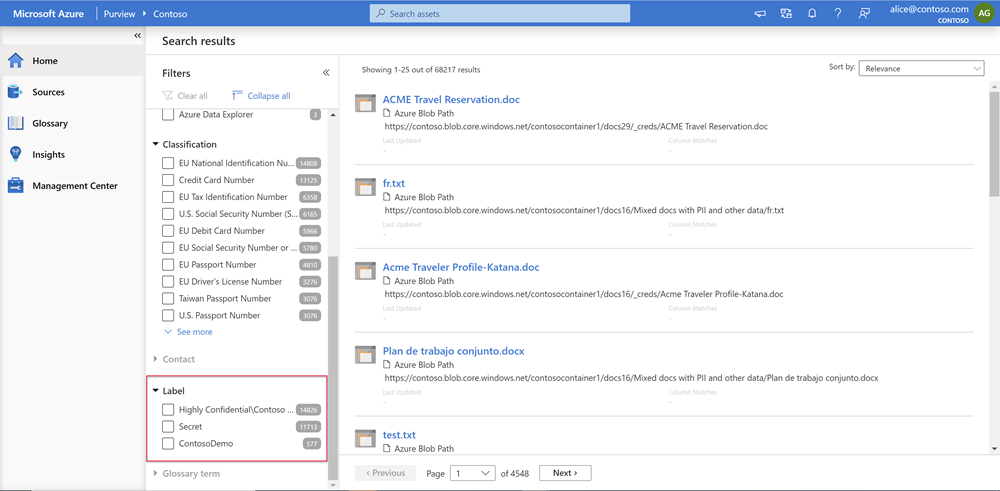 Microsoft Azure
Purview
Contoso
Search assets
alice@contoso.com
CONTOSO
AG
Home
Sources
Glossary
Insights
Management Center
Search results
Filters
Clear all
Collapse all
Azure Data Explorer 3
Classification
EU National Identification Nu... 14808
Credit Card Number 13125
EU Tax Identification Number 6358
U.S. Social Security Number (S... 6165
EU Debit Card Number 5966
EU Social Security Number or ... 5780
EU Passport Number 4810
EU Driver's License Number 3276
Taiwan Passport Number 3076
U.S. Passport Number 3076
See more
Contact
Label
Highly Confidential\Contoso ... 14826
Secret 11713
ContosoDemo 577
Glossary term
Showing 1-25 out of 68217 results
Sort by: Relevance
ACME Travel Reservation.doc
Azure Blob Path
https://contoso.blob.core.windows.net/contosocontainer1/docs29/_creds/ACME Travel Reservation.doc
Last Updated Column Matches
- -
fr.txt
Azure Blob Path
https://contoso.blob.core.windows.net/contosocontainer1/docs16/Mixed docs with PII and other data/fr.txt
Last Updated Column Matches
- -
Acme Traveler Profile-Katana.doc
Azure Blob Path
https://contoso.blob.core.windows.net/contosocontainer1/docs16/_creds/Acme Traveler Profile-Katana.doc
Last Updated Column Matches
- -
Plan de trabajo conjunto.docx
Azure Blob Path
https://contoso.blob.core.windows.net/contosocontainer1/docs16/Mixed docs with PII and other data/Plan de trabajo conjunto.docx
Last Updated Column Matches
- -
test.txt
Azure Blob Path
‹ Previous Page 1 of 4548 Next ›